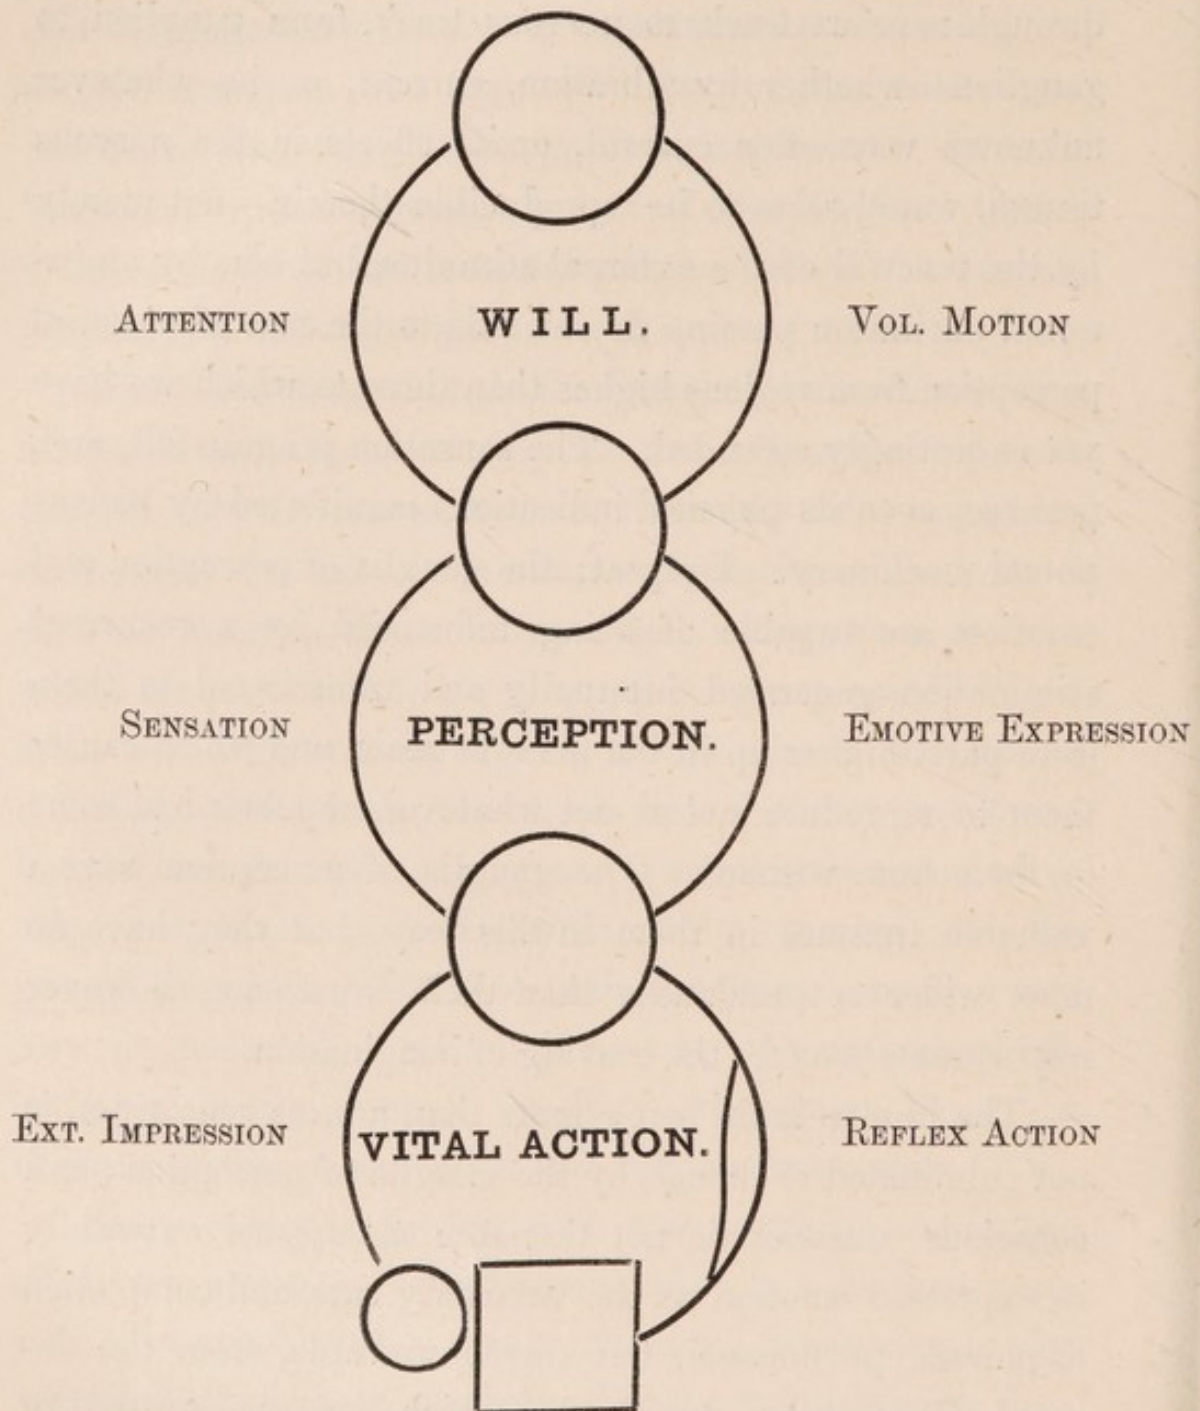 ATTENTION
WILL.
VOL. MOTION
SENSATION
PERCEPTION.
EMOTIVE EXPRESSION
EXT. IMPRESSION
VITAL ACTION.
REFLEX ACTION